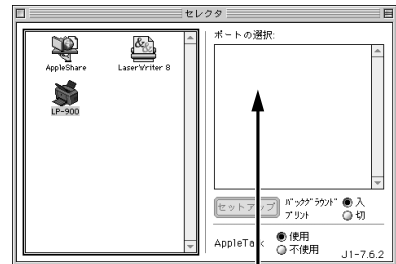 セレクタ
ポートの選択:
AppleShare
LaserWriter 8
LP-900
セットアップ
バックグラウンド
プリント
入
切
AppleTalk
使用
不使用
J1-7.6.2